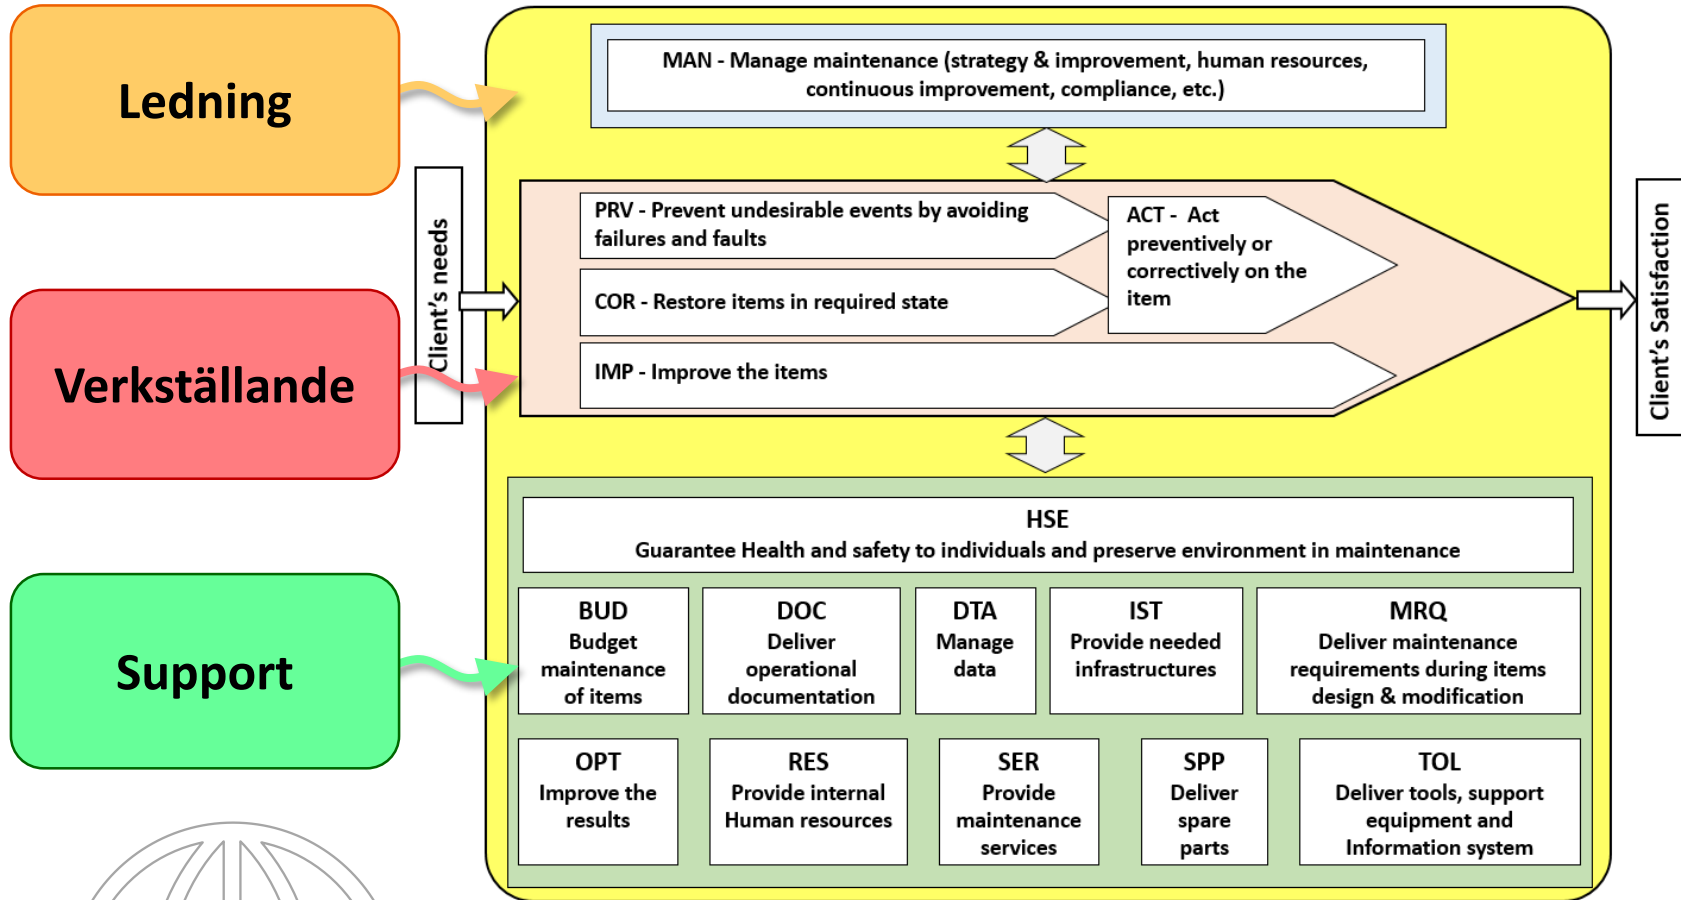 Ledning
MAN - Manage maintenance (strategy & improvement, human resources,
continuous improvement, compliance, etc.)
Client's needs
Verkställande
PRV - Prevent undesirable events by avoiding
failures and faults
COR - Restore items in required state
IMP - Improve the items
ACT -  Act
preventively or
correctively on the
item
Client's Satisfaction
Support
HSE
Guarantee Health and safety to individuals and preserve environment in maintenance
BUD
Budget
maintenance
of items
DOC
Deliver
operational
documentation
DTA
Manage
data
IST
Provide needed
infrastructures
MRQ
Deliver maintenance
requirements during items
design & modification
OPT
Improve the
results
RES
Provide internal
Human resources
SER
Provide
maintenance
services
SPP
Deliver
spare
parts
TOL
Deliver tools, support
equipment and
Information system